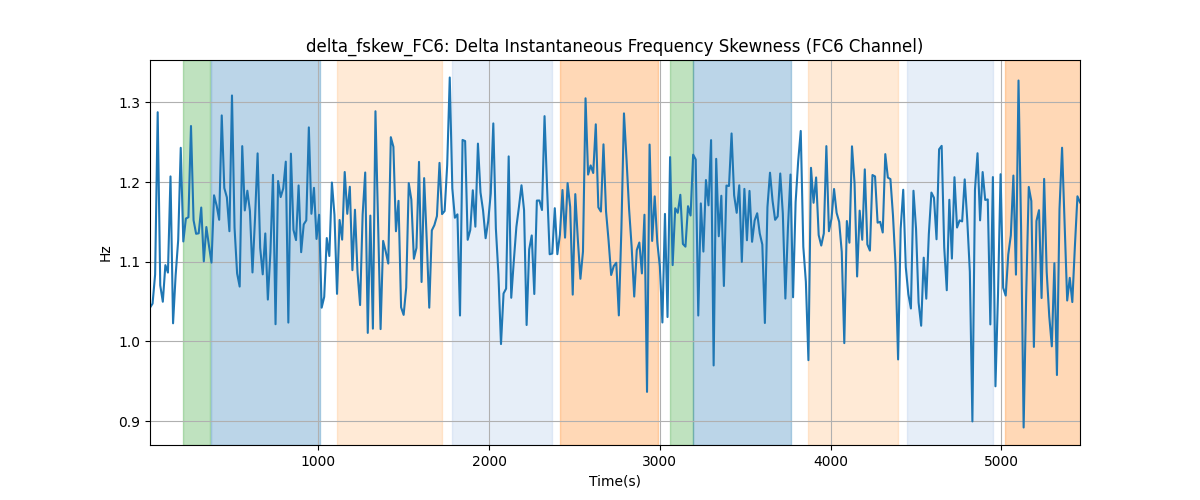 delta_fskew_FC6: Delta Instantaneous Frequency Skewness (FC6 Channel)
1.3
1.2
1.1
1.0
0.9
Hz
1000 2000 3000 4000 5000
Time(s)